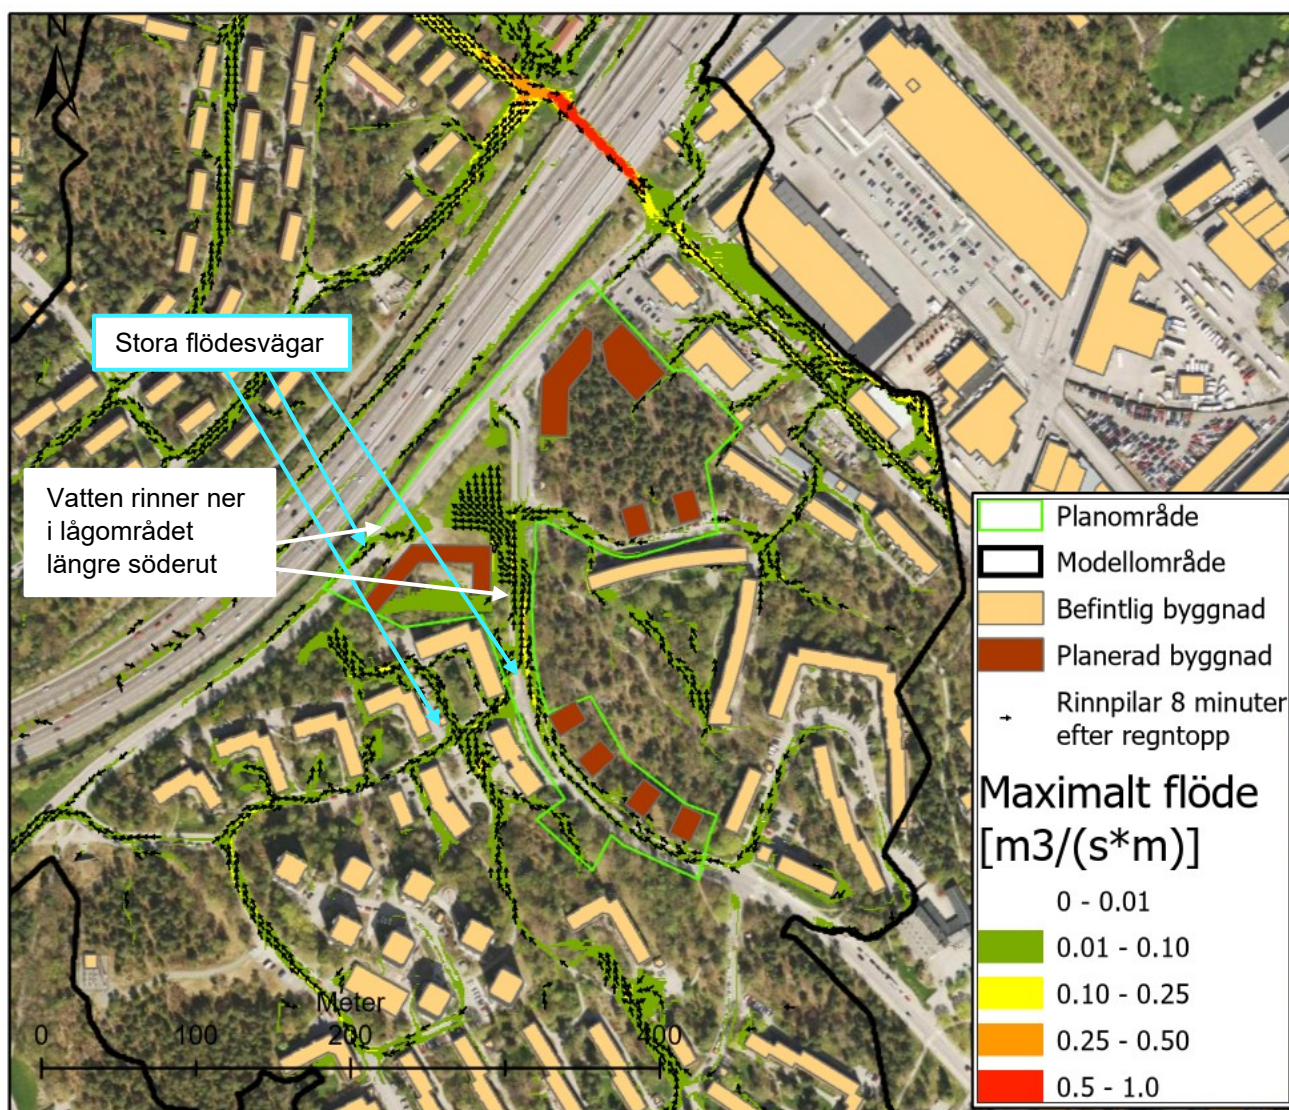 N
Stora flödesvägar
Vatten rinner ner
i lågområdet
längre söderut
Planområde
Modellområde
Befintlig byggnad
Planerad byggnad
Rinnpilar 8 minuter
efter regntopp
Maximalt flöde
[m3/(s*m)]
0 - 0.01
0.01 - 0.10
0.10 - 0.25
0.25 - 0.50
0.5 - 1.0
Meter
0 100 200 400